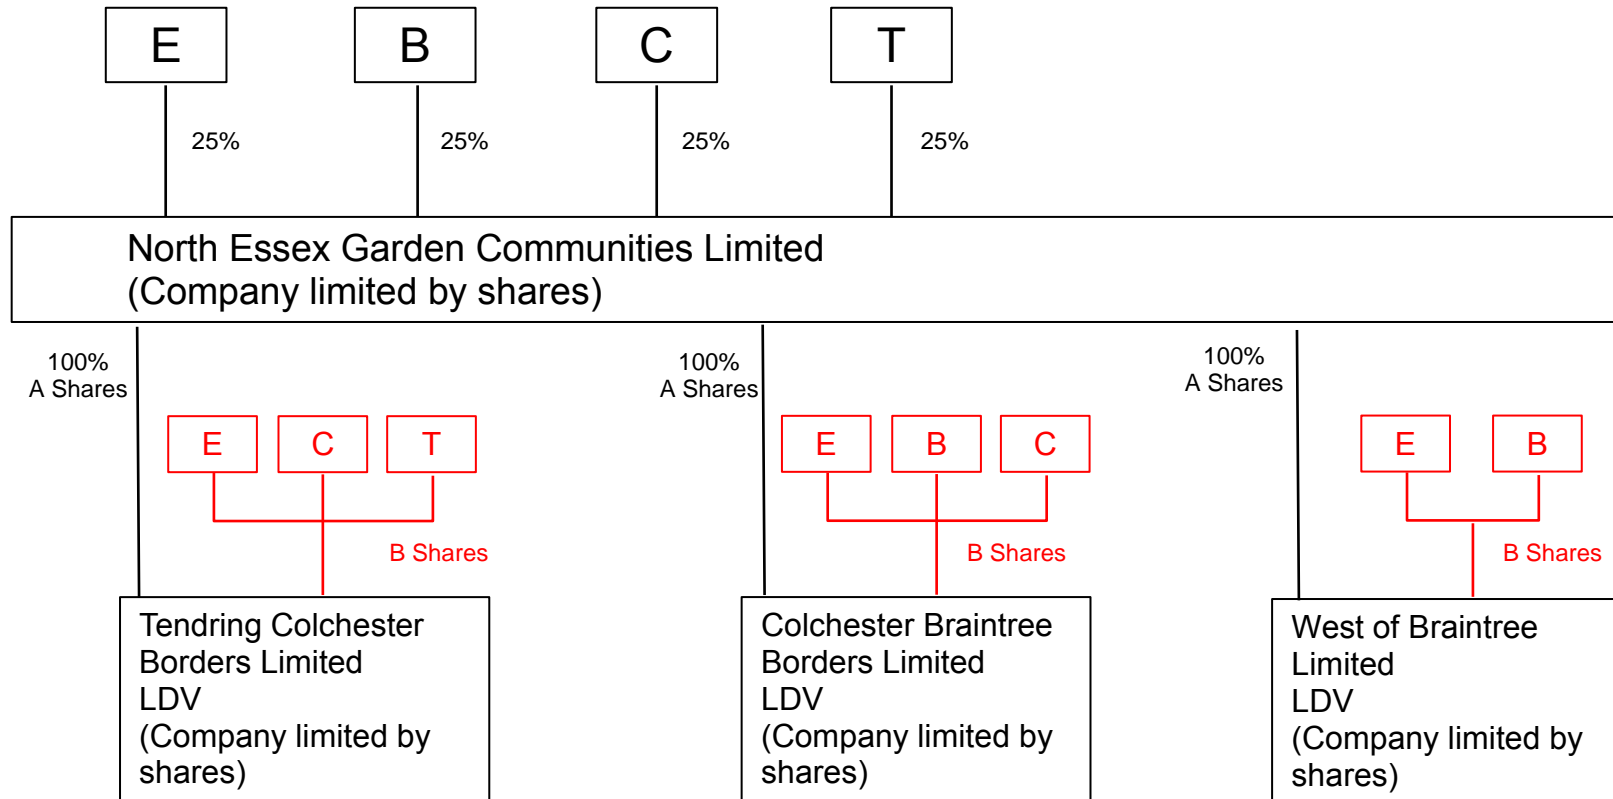 E
B
C
T
25%
25%
25%
25%
North Essex Garden Communities Limited
(Company limited by shares)
100%
A Shares
100%
A Shares
100%
A Shares
E
C
T
B Shares
E
B
C
B Shares
E
B
B Shares
Tendring Colchester
Borders Limited
LDV
(Company limited by
shares)
Colchester Braintree
Borders Limited
LDV
(Company limited by
shares)
West of Braintree
Limited
LDV
(Company limited by
shares)